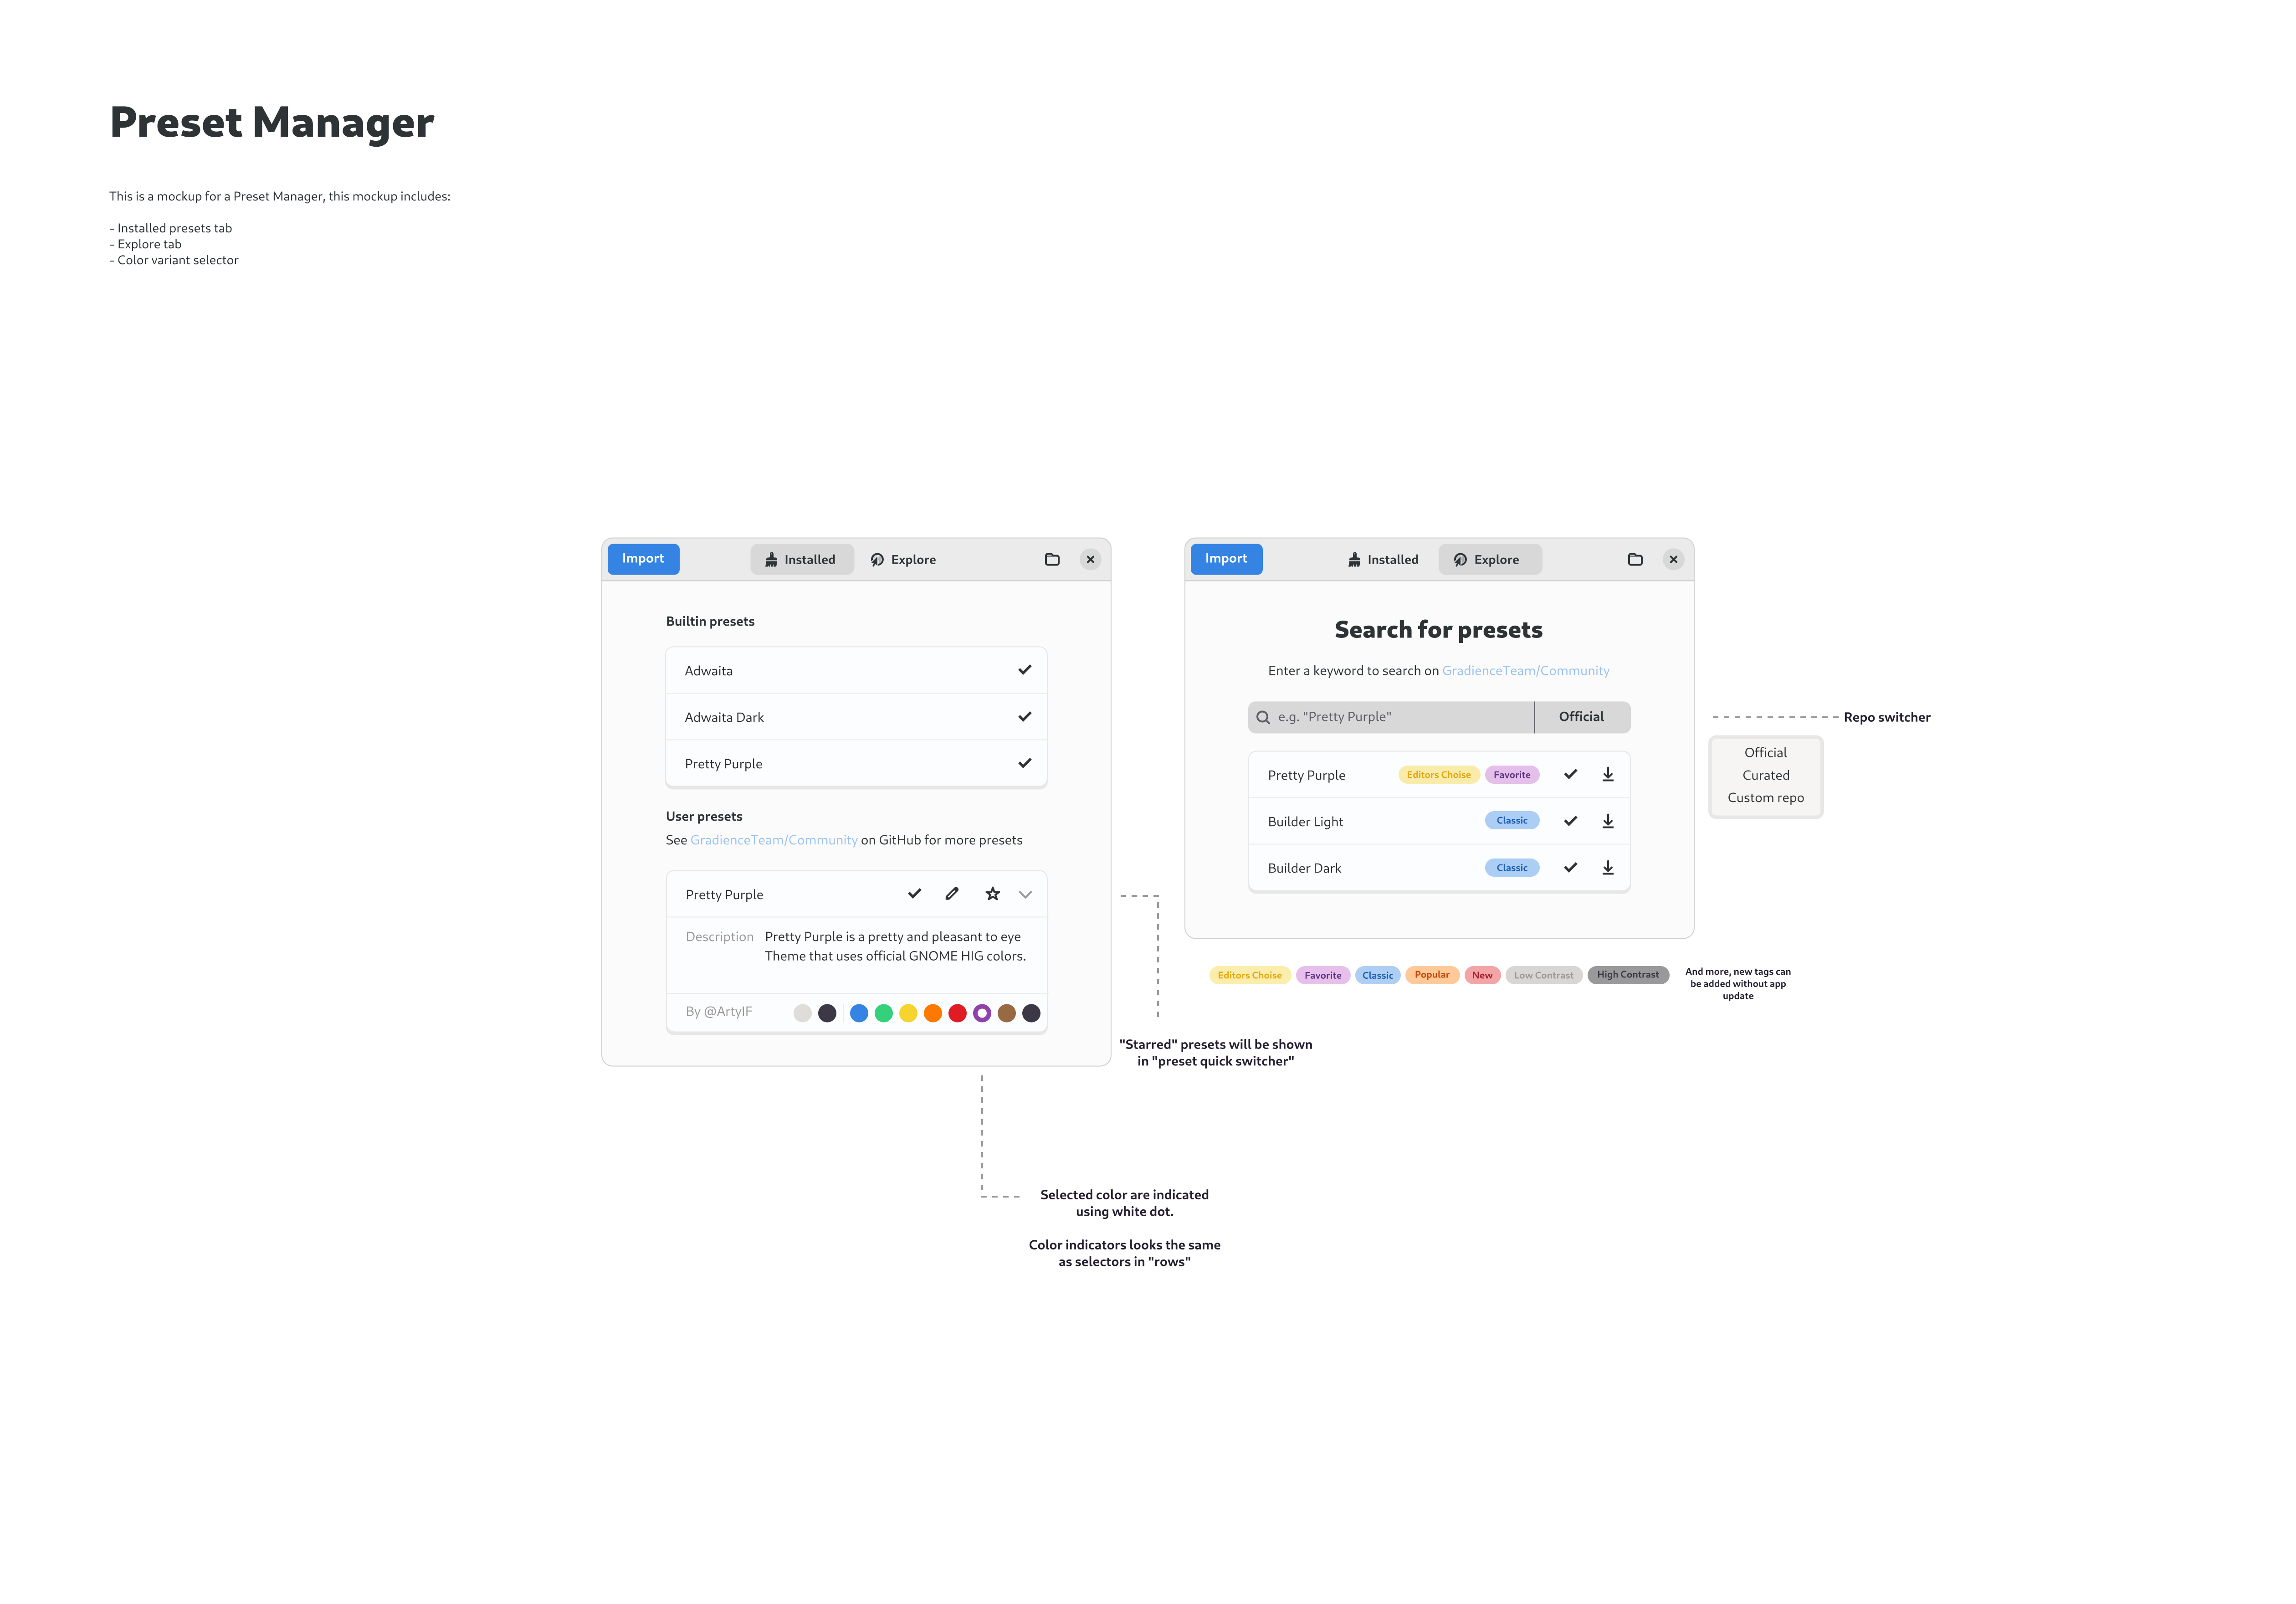 Preset Manager
This is a mockup for a Preset Manager, this mockup includes:
- Installed presets tab
- Explore tab
- Color variant selector
Import
Installed
Explore
Builtin presets
Adwaita
Adwaita Dark
Pretty Purple
User presets
See GradienceTeam/Community on GitHub for more presets
Pretty Purple
Description Pretty Purple is a pretty and pleasant to eye
Theme that uses official GNOME HIG colors.
By @ArtyIF
"Starred" presets will be shown
in "preset quick switcher"
Selected color are indicated
using white dot.
Color indicators looks the same
as selectors in "rows"
Import
Installed
Explore
Search for presets
Enter a keyword to search on GradienceTeam/Community
e.g. "Pretty Purple"
Official
Pretty Purple Editors Choise Favorite
Builder Light Classic
Builder Dark Classic
Repo switcher
Official
Curated
Custom repo
Editors Choise Favorite Classic Popular New Low Contrast High Contrast
And more, new tags can
be added without app
update